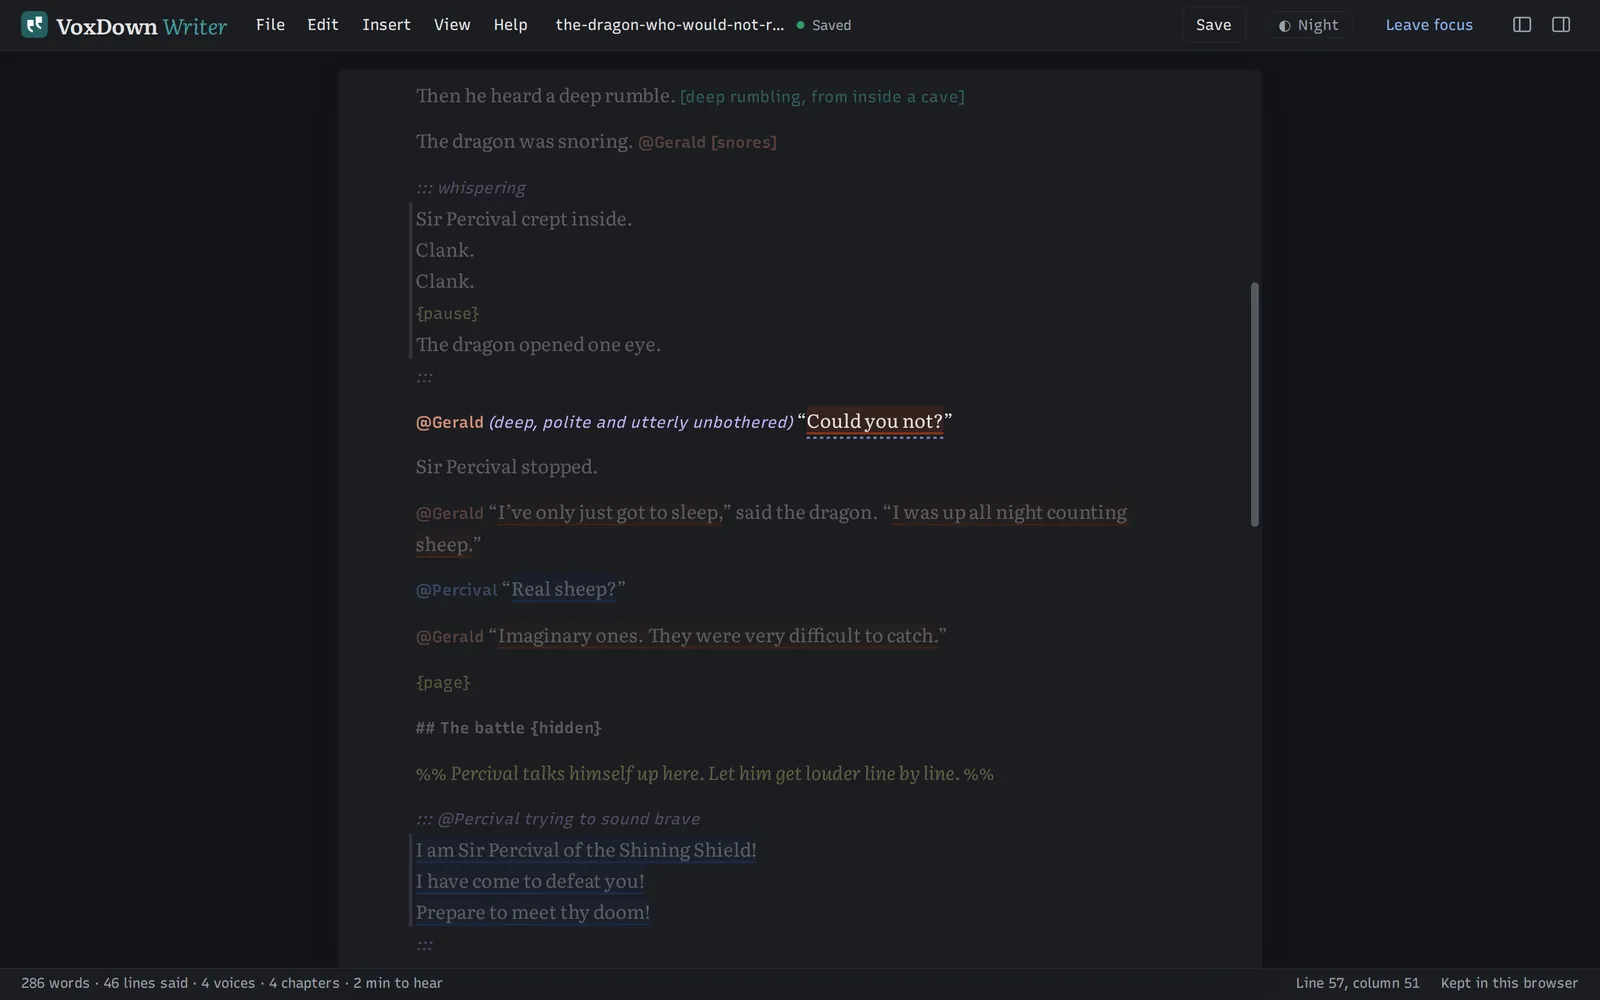 VoxDown Writer File Edit Insert View Help the-dragon-who-would-not-r... Saved Save Night Leave focus
Then he heard a deep rumble. [deep rumbling, from inside a cave]
The dragon was snoring. @Gerald [snores]
::: whispering
Sir Percival crept inside.
Clank.
Clank.
{pause}
The dragon opened one eye.
:::
@Gerald (deep, polite and utterly unbothered) “Could you not?”
Sir Percival stopped.
@Gerald “I’ve only just got to sleep,” said the dragon. “I was up all night counting
sheep.”
@Percival “Real sheep?”
@Gerald “Imaginary ones. They were very difficult to catch.”
{page}
## The battle {hidden}
%% Percival talks himself up here. Let him get louder line by line. %%
::: @Percival trying to sound brave
I am Sir Percival of the Shining Shield!
I have come to defeat you!
Prepare to meet thy doom!
:::
286 words · 46 lines said · 4 voices · 4 chapters · 2 min to hear Line 57, column 51 Kept in this browser